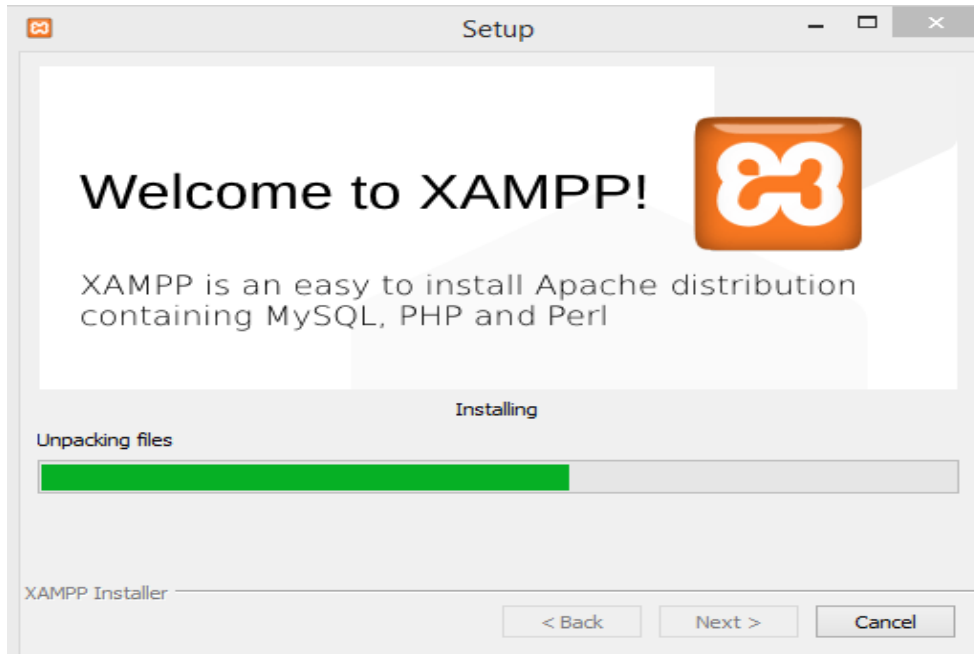 Setup
Welcome to XAMPP!
XAMPP is an easy to install Apache distribution
containing MySQL, PHP and Perl
Installing
Unpacking files
XAMPP Installer
< Back
Next >
Cancel